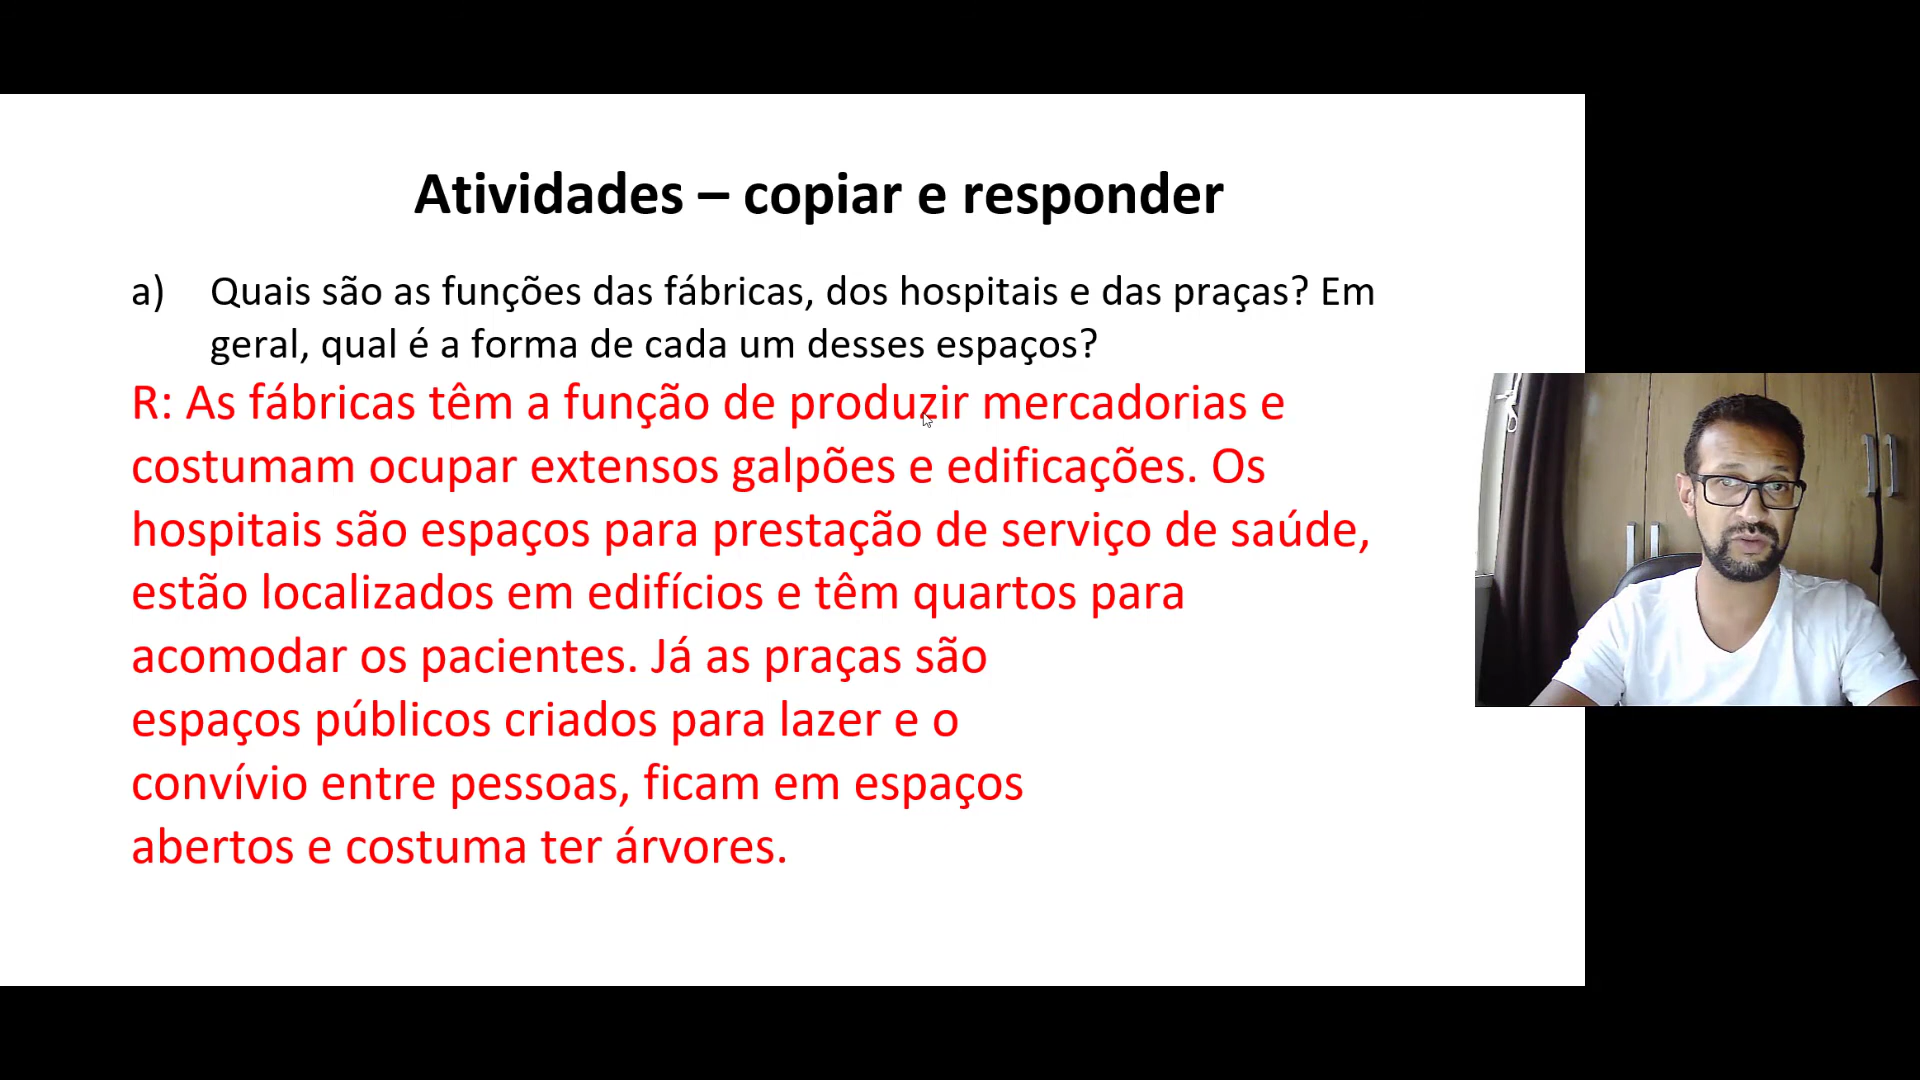 Atividades – copiar e responder
a) Quais são as funções das fábricas, dos hospitais e das praças? Em
geral, qual é a forma de cada um desses espaços?
R: As fábricas têm a função de produzir mercadorias e
costumam ocupar extensos galpões e edificações. Os
hospitais são espaços para prestação de serviço de saúde,
estão localizados em edifícios e têm quartos para
acomodar os pacientes. Já as praças são
espaços públicos criados para lazer e o
convívio entre pessoas, ficam em espaços
abertos e costuma ter árvores.